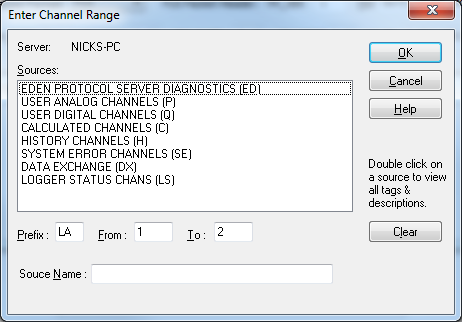 Enter Channel Range
Server: NICKS-PC
Sources:
EDEN PROTOCOL SERVER DIAGNOSTICS (ED)
USER ANALOG CHANNELS (P)
USER DIGITAL CHANNELS (Q)
CALCULATED CHANNELS (C)
HISTORY CHANNELS (H)
SYSTEM ERROR CHANNELS (SE)
DATA EXCHANGE (DX)
LOGGER STATUS CHANS (LS)
OK
Cancel
Help
Double click on
a source to view
all tags &
descriptions.
Prefix : LA From : 1 To : 2
Clear
Souce Name :